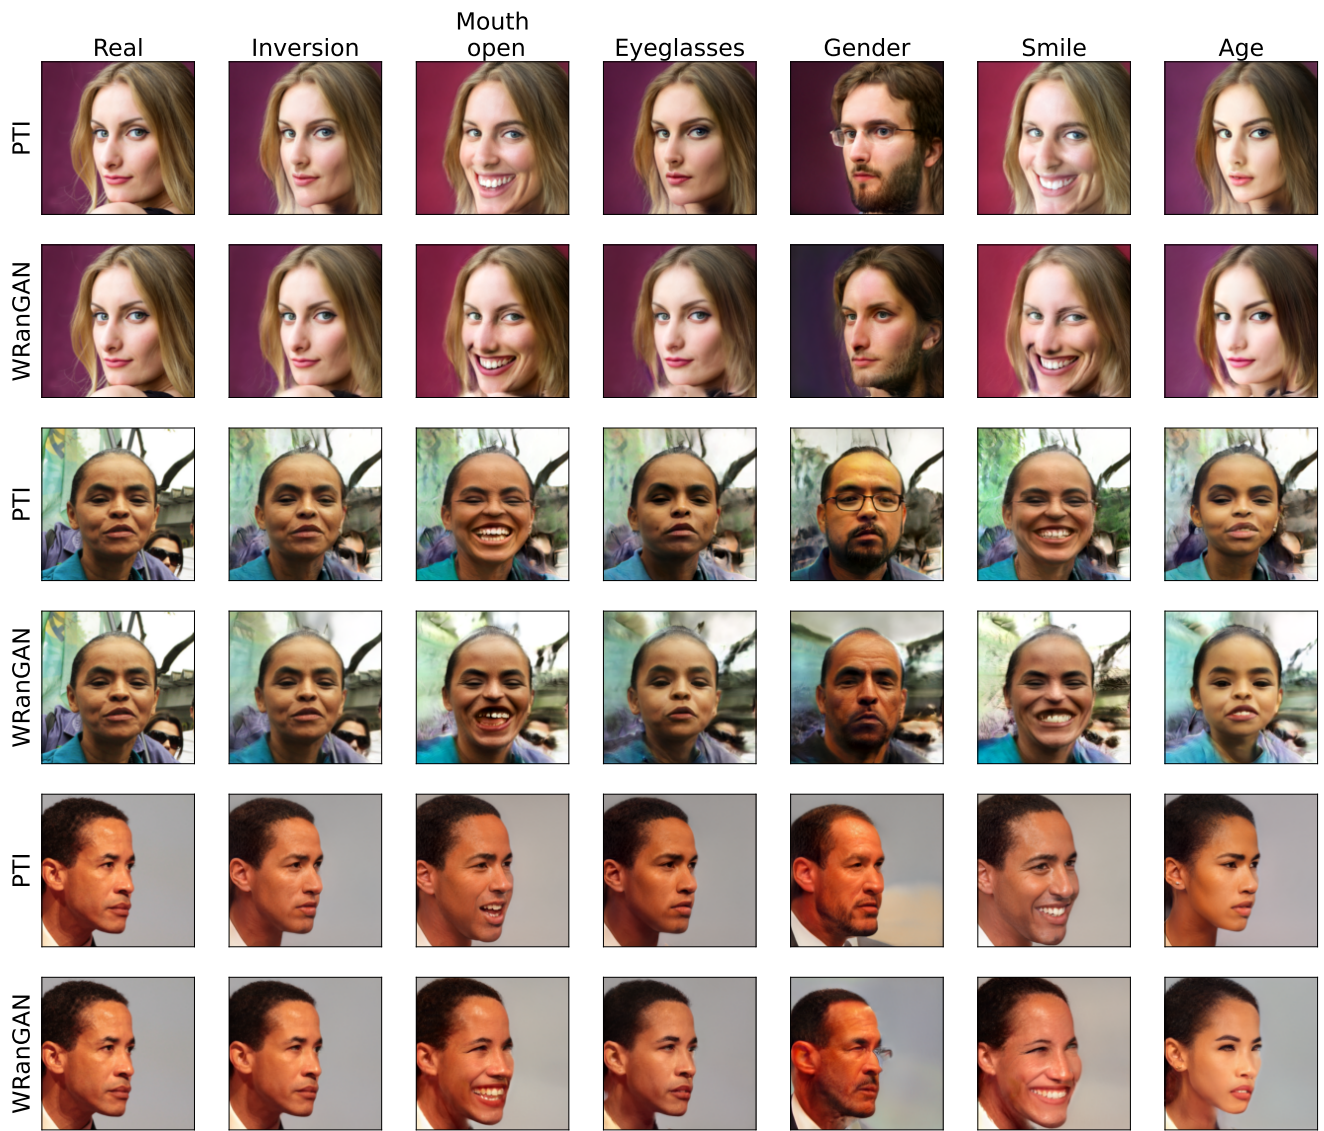 Real Inversion Mouth open Eyeglasses Gender Smile Age
PTI
WRanGAN
PTI
WRanGAN
PTI
WRanGAN